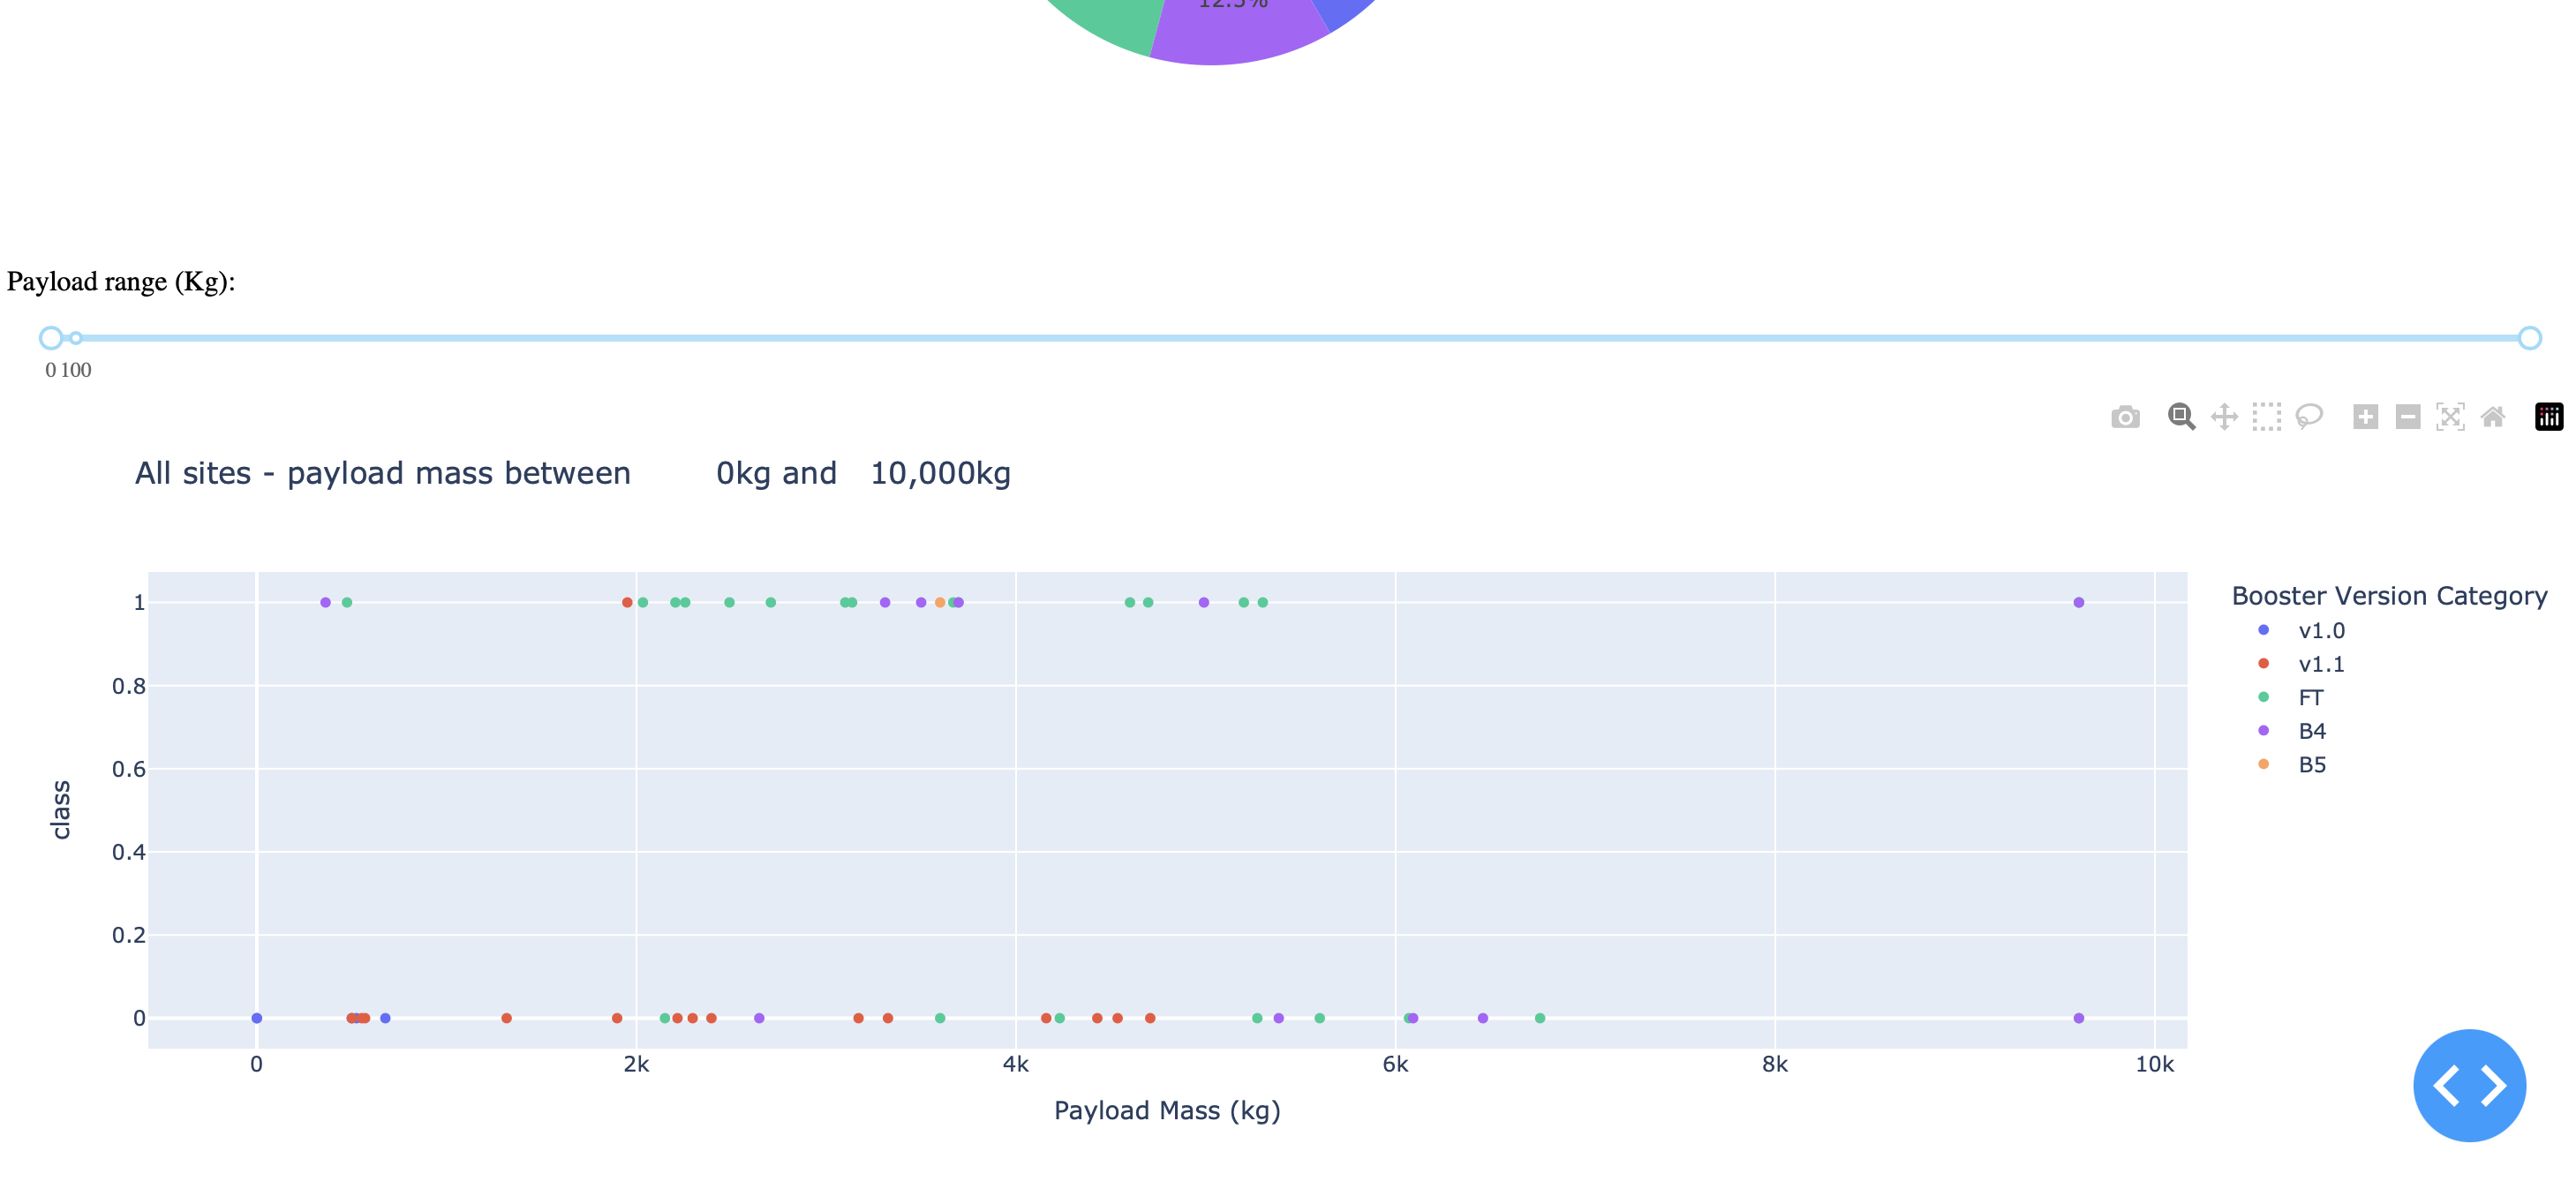 12.5%
Payload range (Kg):
0 100
All sites - payload mass between 0kg and 10,000kg
Booster Version Category
v1.0
v1.1
FT
B4
B5
1
0.8
0.6
0.4
0.2
0
class
0 2k 4k 6k 8k 10k
Payload Mass (kg)